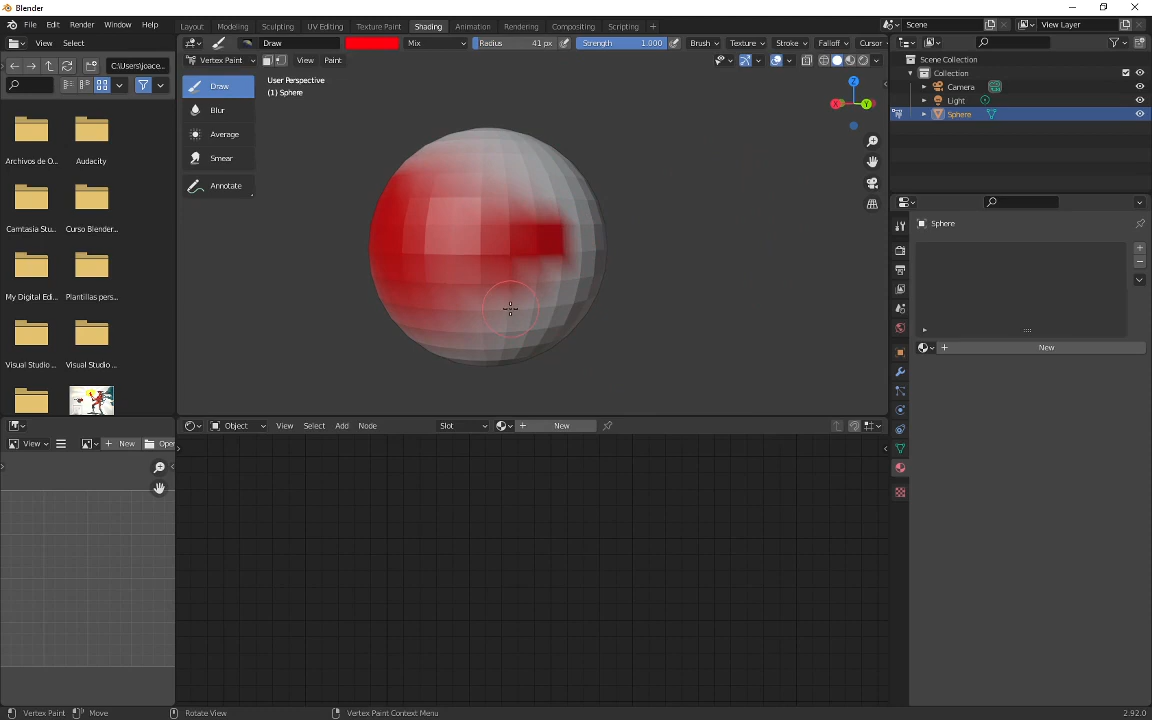 Blender
File Edit Render Window Help
Layout Modeling Sculpting UV Editing Texture Paint Shading Animation Rendering Compositing Scripting +
Scene View Layer
View Select
Draw Mix Radius 41 px Strength 1.000 Brush Texture Stroke Falloff Cursor
C:\Users\joace...
Vertex Paint View Paint
User Perspective
(1) Sphere
Draw
Blur
Average
Smear
Annotate
X Y Z
Scene Collection
Collection
Camera
Light
Sphere
Archivos de O... Audacity
Camtasia Stu... Curso Blender...
My Digital Edi... Plantillas pers...
Visual Studio ... Visual Studio ...
Sphere
+ New
Object View Select Add Node Slot + New
View + New Oper
Vertex Paint Move Rotate View Vertex Paint Context Menu 2.92.0